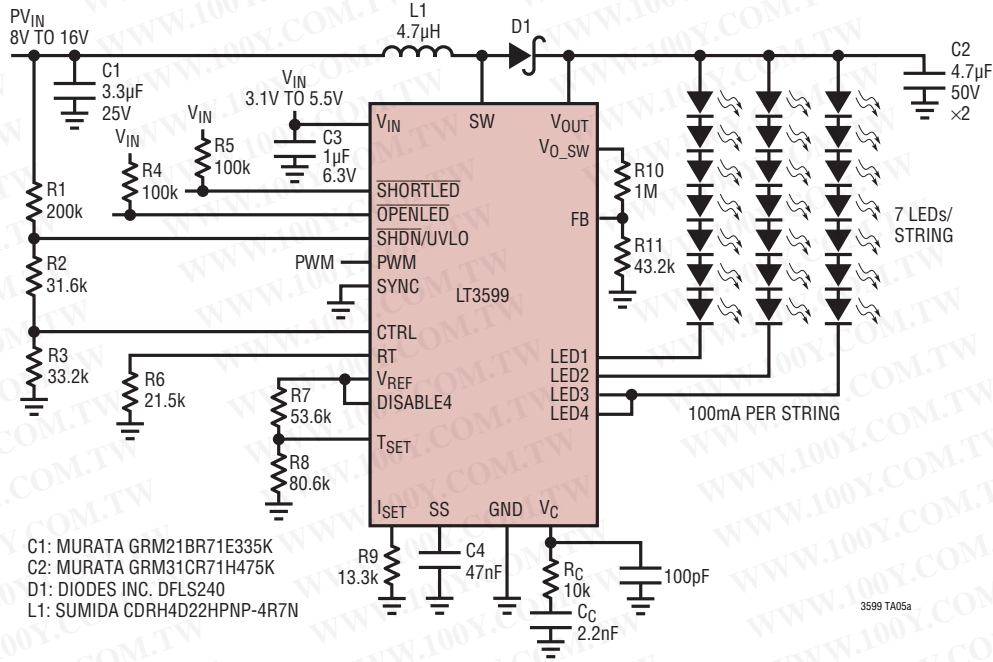 PVIN
8V TO 16V
L1
4.7µH
D1
C1
3.3µF
25V
VIN
3.1V TO 5.5V
C2
4.7µF
50V
×2
VIN
R4
100k
VIN
R5
100k
C3
1µF
6.3V
VIN
SW
VOUT
VO_SW
SHORTLED
OPENLED
SHDN/UVLO
PWM
PWM
SYNC
LT3599
FB
R10
1M
R11
43.2k
7 LEDs/
STRING
R1
200k
R2
31.6k
R3
33.2k
CTRL
RT
VREF
DISABLE4
TSET
R6
21.5k
R7
53.6k
R8
80.6k
LED1
LED2
LED3
LED4
100mA PER STRING
ISET
SS
GND
VC
R9
13.3k
C4
47nF
RC
10k
CC
2.2nF
100pF
C1: MURATA GRM21BR71E335K
C2: MURATA GRM31CR71H475K
D1: DIODES INC. DFLS240
L1: SUMIDA CDRH4D22HPNP-4R7N
3599 TA05a
WWW.100Y.COM.TW